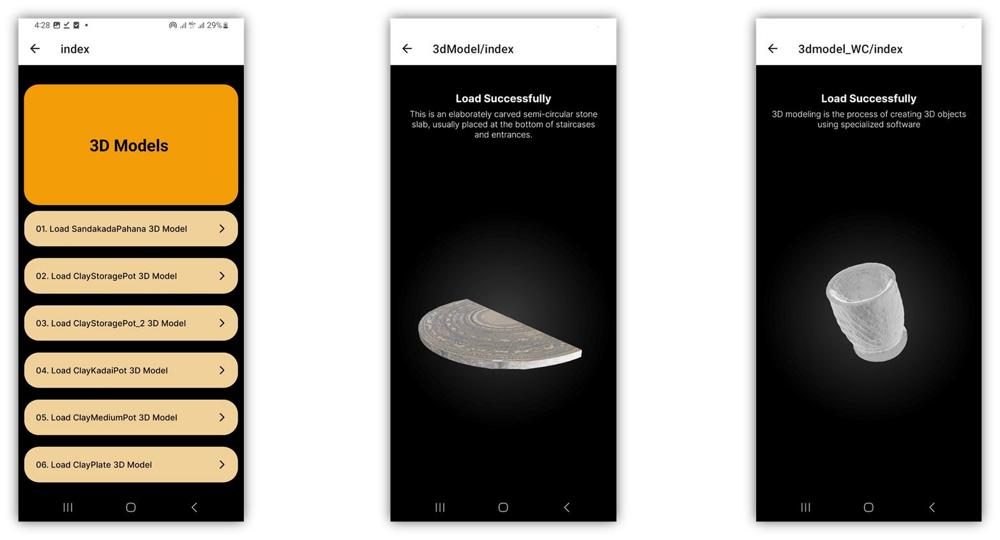 4:28
4G+
29%
index
3D Models
01. Load SandakadaPahana 3D Model
02. Load ClayStoragePot 3D Model
03. Load ClayStoragePot_2 3D Model
04. Load ClayKadaiPot 3D Model
05. Load ClayMediumPot 3D Model
06. Load ClayPlate 3D Model
3dModel/index
Load Successfully
This is an elaborately carved semi-circular stone
slab, usually placed at the bottom of staircases
and entrances.
3dmodel_WC/index
Load Successfully
3D modeling is the process of creating 3D objects
using specialized software